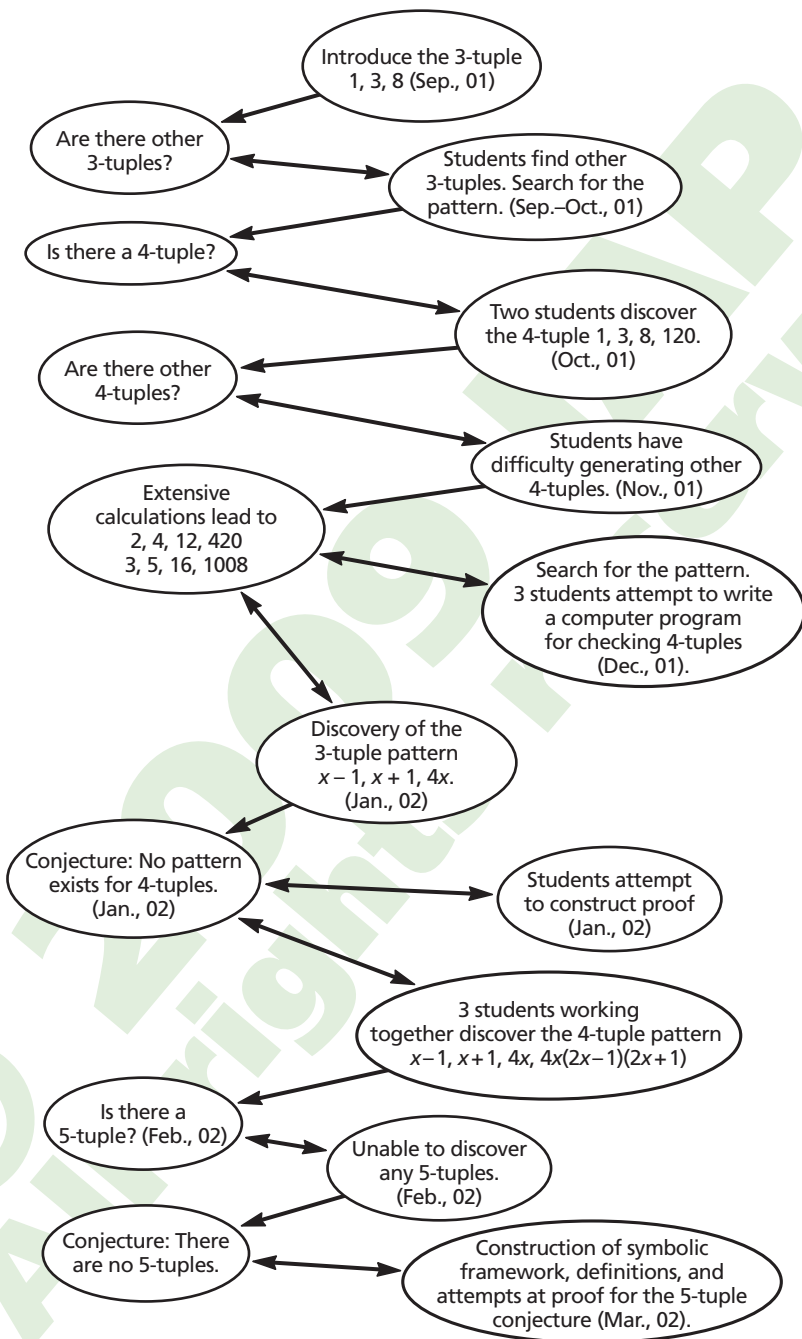 Introduce the 3-tuple
1, 3, 8 (Sep., 01)
Are there other
3-tuples?
Students find other
3-tuples. Search for the
pattern. (Sep.–Oct., 01)
Is there a 4-tuple?
Two students discover
the 4-tuple 1, 3, 8, 120.
(Oct., 01)
Are there other
4-tuples?
Students have
difficulty generating other
4-tuples. (Nov., 01)
Extensive
calculations lead to
2, 4, 12, 420
3, 5, 16, 1008
Search for the pattern.
3 students attempt to write
a computer program
for checking 4-tuples
(Dec., 01).
Discovery of the
3-tuple pattern
x – 1, x + 1, 4x.
(Jan., 02)
Conjecture: No pattern
exists for 4-tuples.
(Jan., 02)
Students attempt
to construct proof
(Jan., 02)
3 students working
together discover the 4-tuple pattern
x–1, x+1, 4x, 4x(2x–1)(2x+1)
Is there a
5-tuple? (Feb., 02)
Unable to discover
any 5-tuples.
(Feb., 02)
Conjecture: There
are no 5-tuples.
Construction of symbolic
framework, definitions, and
attempts at proof for the 5-tuple
conjecture (Mar., 02).
2009 IAP
All rights